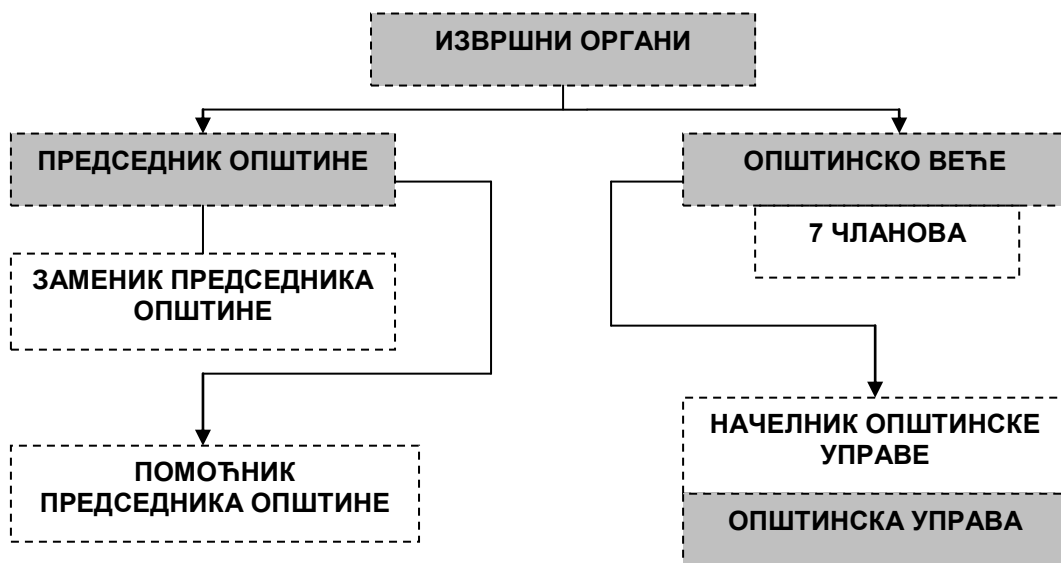 ИЗВРШНИ ОРГАНИ
ПРЕДСЕДНИК ОПШТИНЕ
ОПШТИНСКО ВЕЋЕ
7 ЧЛАНОВА
ЗАМЕНИК ПРЕДСЕДНИКА
ОПШТИНЕ
НАЧЕЛНИК ОПШТИНСКЕ
УПРАВЕ
ПОМОЋНИК
ПРЕДСЕДНИКА ОПШТИНЕ
ОПШТИНСКА УПРАВА